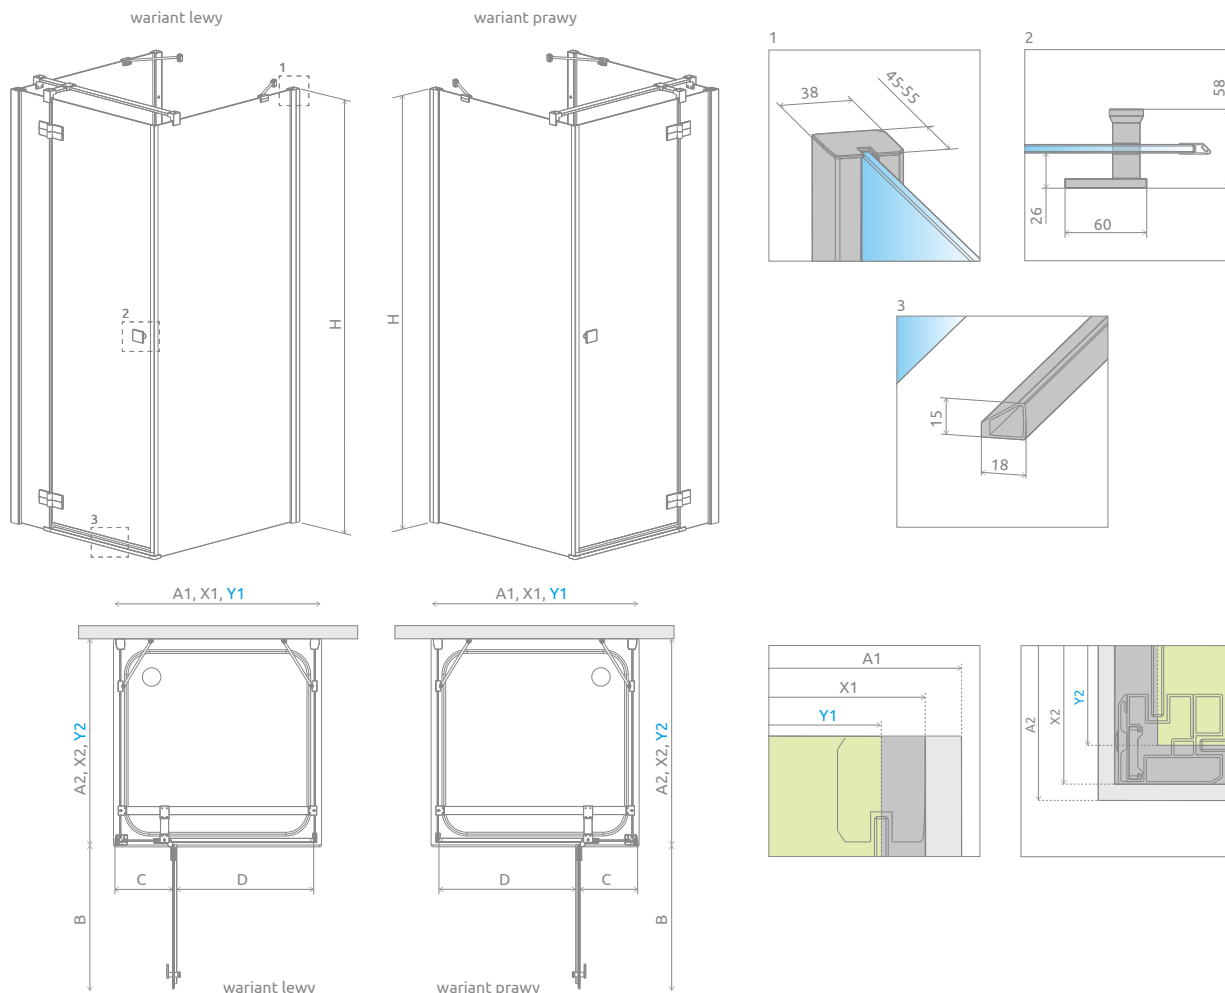 wariant lewy
wariant prawy
1
2
3
H
H
1
38
45-55
2
58
26
60
3
15
18
A1, X1, Y1
A2, X2, Y2
C
D
B
wariant lewy
A1, X1, Y1
A2, X2, Y2
D
C
B
wariant prawy
A1
X1
Y1
A2
X2
Y2